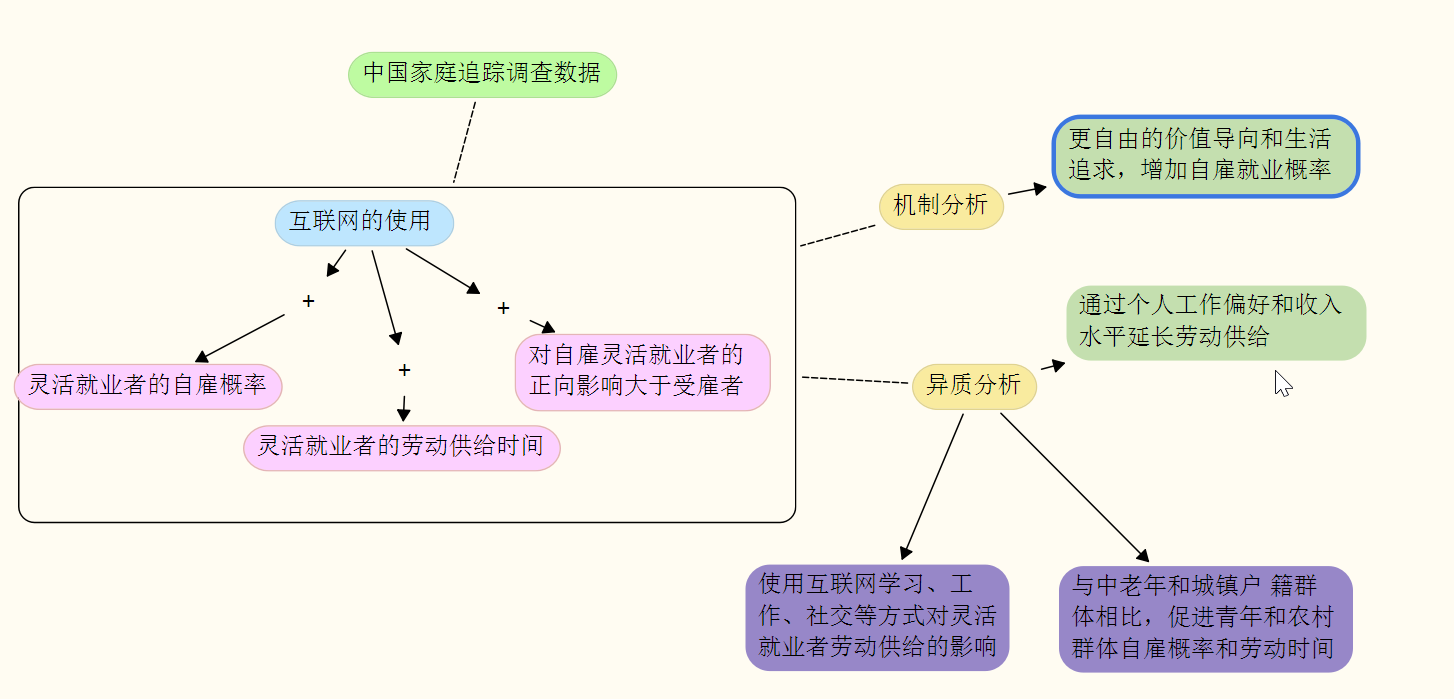 中国家庭追踪调查数据
更自由的价值导向和生活
追求，增加自雇就业概率
机制分析
互联网的使用
+
+
+
通过个人工作偏好和收入
水平延长劳动供给
对自雇灵活就业者的
正向影响大于受雇者
灵活就业者的自雇概率
异质分析
灵活就业者的劳动供给时间
使用互联网学习、工
作、社交等方式对灵活
就业者劳动供给的影响
与中老年和城镇户 籍群
体相比，促进青年和农村
群体自雇概率和劳动时间